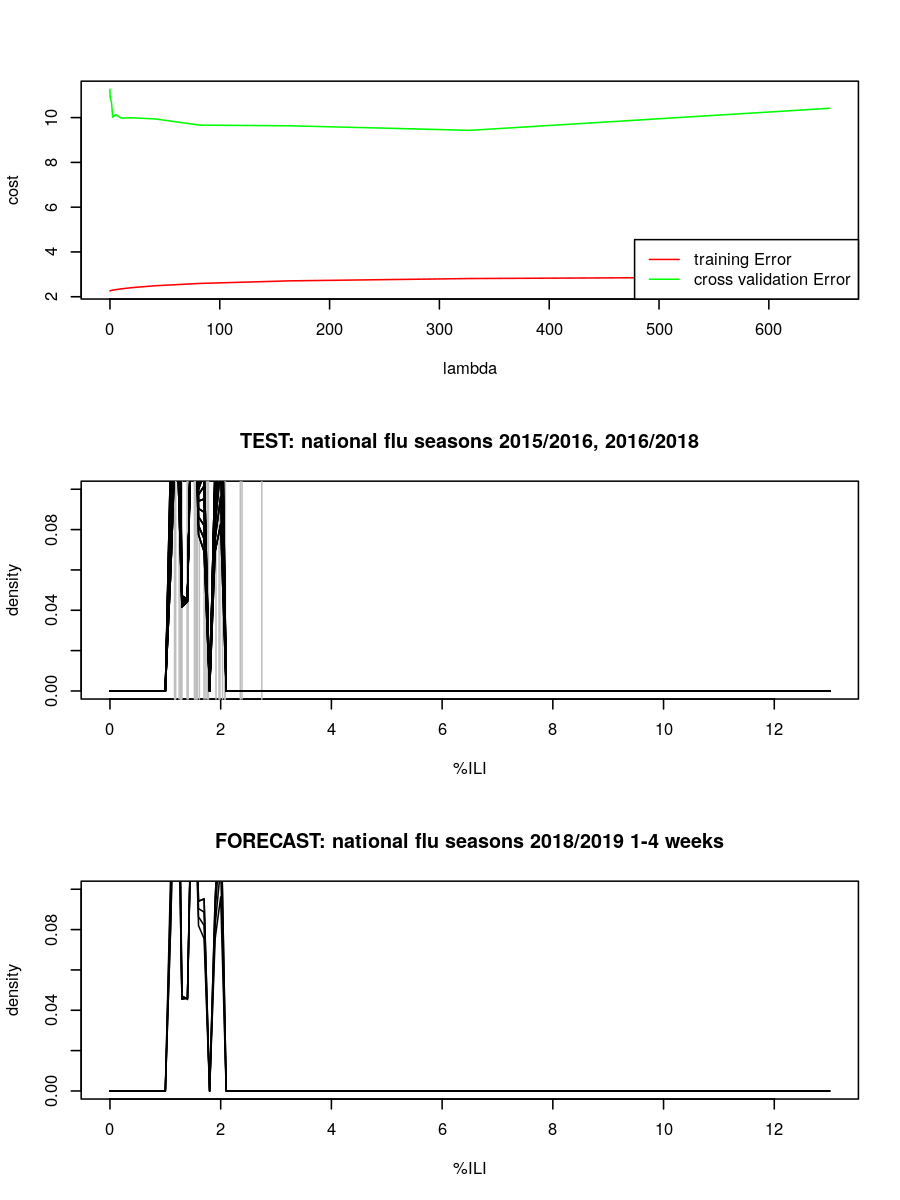 10
8
6
4
2
cost
training Error
cross validation Error
0 100 200 300 400 500 600
lambda
TEST: national flu seasons 2015/2016, 2016/2018
0.08
0.04
0.00
density
0 2 4 6 8 10 12
%ILI
FORECAST: national flu seasons 2018/2019 1-4 weeks
0.08
0.04
0.00
density
0 2 4 6 8 10 12
%ILI